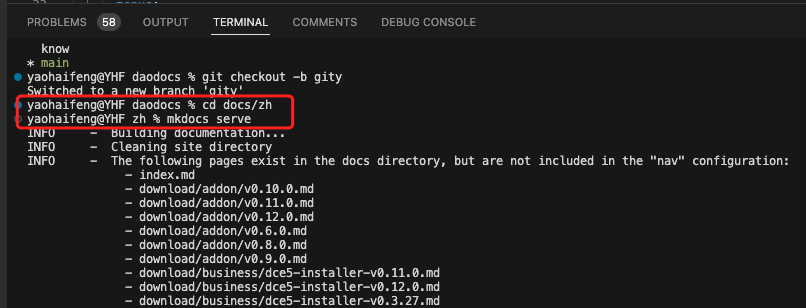 PROBLEMS 58 OUTPUT TERMINAL COMMENTS DEBUG CONSOLE
know
* main
yaohaifeng@YHF daodocs % git checkout -b gity
Switched to a new branch 'gity'
yaohaifeng@YHF daodocs % cd docs/zh
yaohaifeng@YHF zh % mkdocs serve
INFO - Building documentation...
INFO - Cleaning site directory
INFO - The following pages exist in the docs directory, but are not included in the "nav" configuration:
- index.md
- download/addon/v0.10.0.md
- download/addon/v0.11.0.md
- download/addon/v0.12.0.md
- download/addon/v0.6.0.md
- download/addon/v0.8.0.md
- download/addon/v0.9.0.md
- download/business/dce5-installer-v0.11.0.md
- download/business/dce5-installer-v0.12.0.md
- download/business/dce5-installer-v0.3.27.md